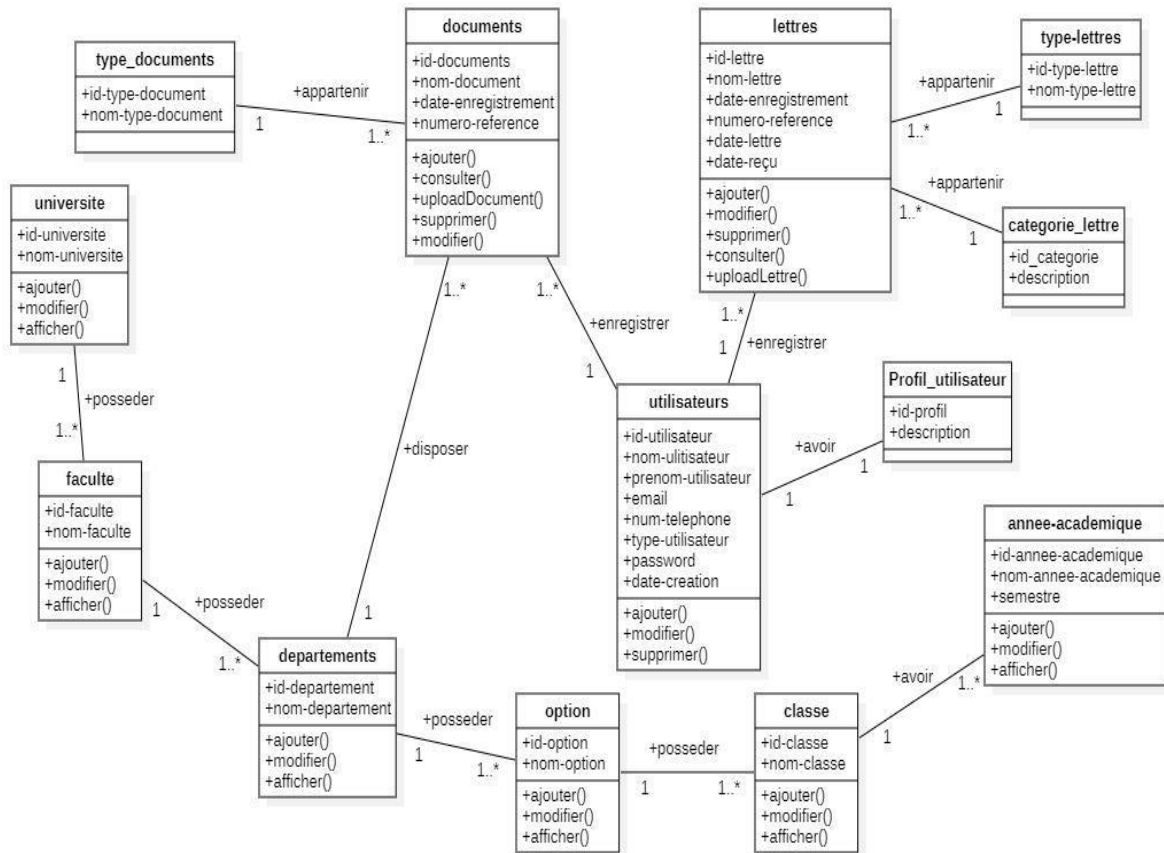 documents
+id-documents
+nom-document
+date-enregistrement
+numero-reference
+ajouter()
+consulter()
+uploadDocument()
+supprimer()
+modifier()
lettres
+id-lettre
+nom-lettre
+date-enregistrement
+numero-reference
+date-lettre
+date-reçu
+ajouter()
+modifier()
+supprimer()
+consulter()
+uploadLettre()
type-lettres
+id-type-lettre
+nom-type-lettre
type_documents
+id-type-document
+nom-type-document
+appartenir
1
1..*
+appartenir
1..*
1
+appartenir
1..*
1
categorie_lettre
+id_categorie
+description
universite
+id-universite
+nom-universite
+ajouter()
+modifier()
+afficher()
1
+posseder
1..*
1..*
+disposer
1
1..*
+enregistrer
1
1..*
1
+enregistrer
utilisateurs
+id-utilisateur
+nom-ulitisateur
+prenom-utilisateur
+email
+num-telephone
+type-utilisateur
+password
+date-creation
+ajouter()
+modifier()
+supprimer()
+avoir
1
1
Profil_utilisateur
+id-profil
+description
faculte
+id-faculte
+nom-faculte
+ajouter()
+modifier()
+afficher()
1
+posseder
1..*
departements
+id-departement
+nom-departement
+ajouter()
+modifier()
+afficher()
+posseder
1
1..*
option
+id-option
+nom-option
+ajouter()
+modifier()
+afficher()
+posseder
1
1..*
classe
+id-classe
+nom-classe
+ajouter()
+modifier()
+afficher()
+avoir
1
1..*
annee-academique
+id-annee-academique
+nom-annee-academique
+semestre
+ajouter()
+modifier()
+afficher()